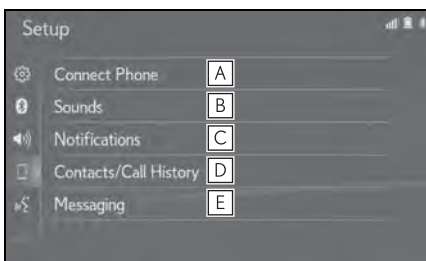 Setup
Connect Phone A
Sounds B
Notifications C
Contacts/Call History D
Messaging E